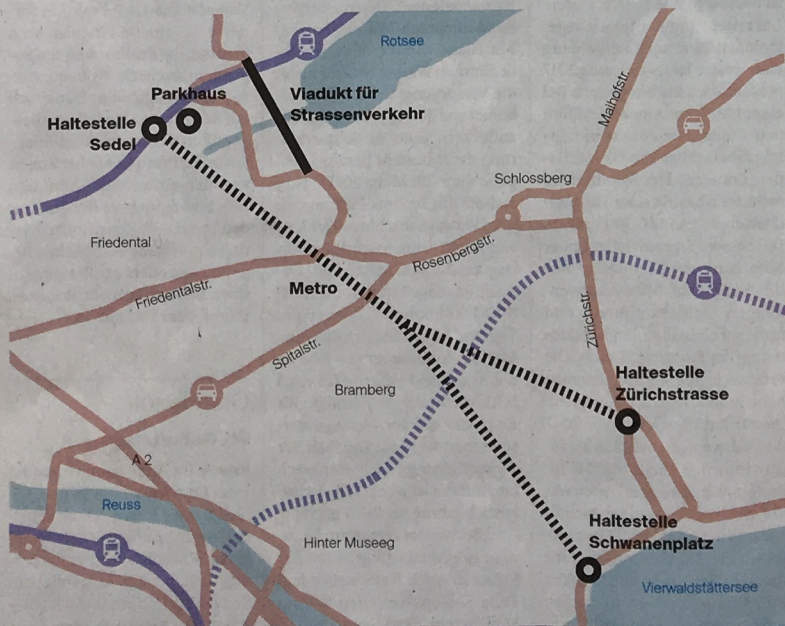 Rotsee
Parkhaus
Viadukt für
Strassenverkehr
Haltestelle
Sedel
Maihofstr.
Schlossberg
Friedental
Rosenbergstr.
Metro
Friedentalstr.
Zürichstr.
Spitalstr.
Haltestelle
Zürichstrasse
Bramberg
A 2
Reuss
Haltestelle
Schwanenplatz
Hinter Museeg
Vierwaldstättersee